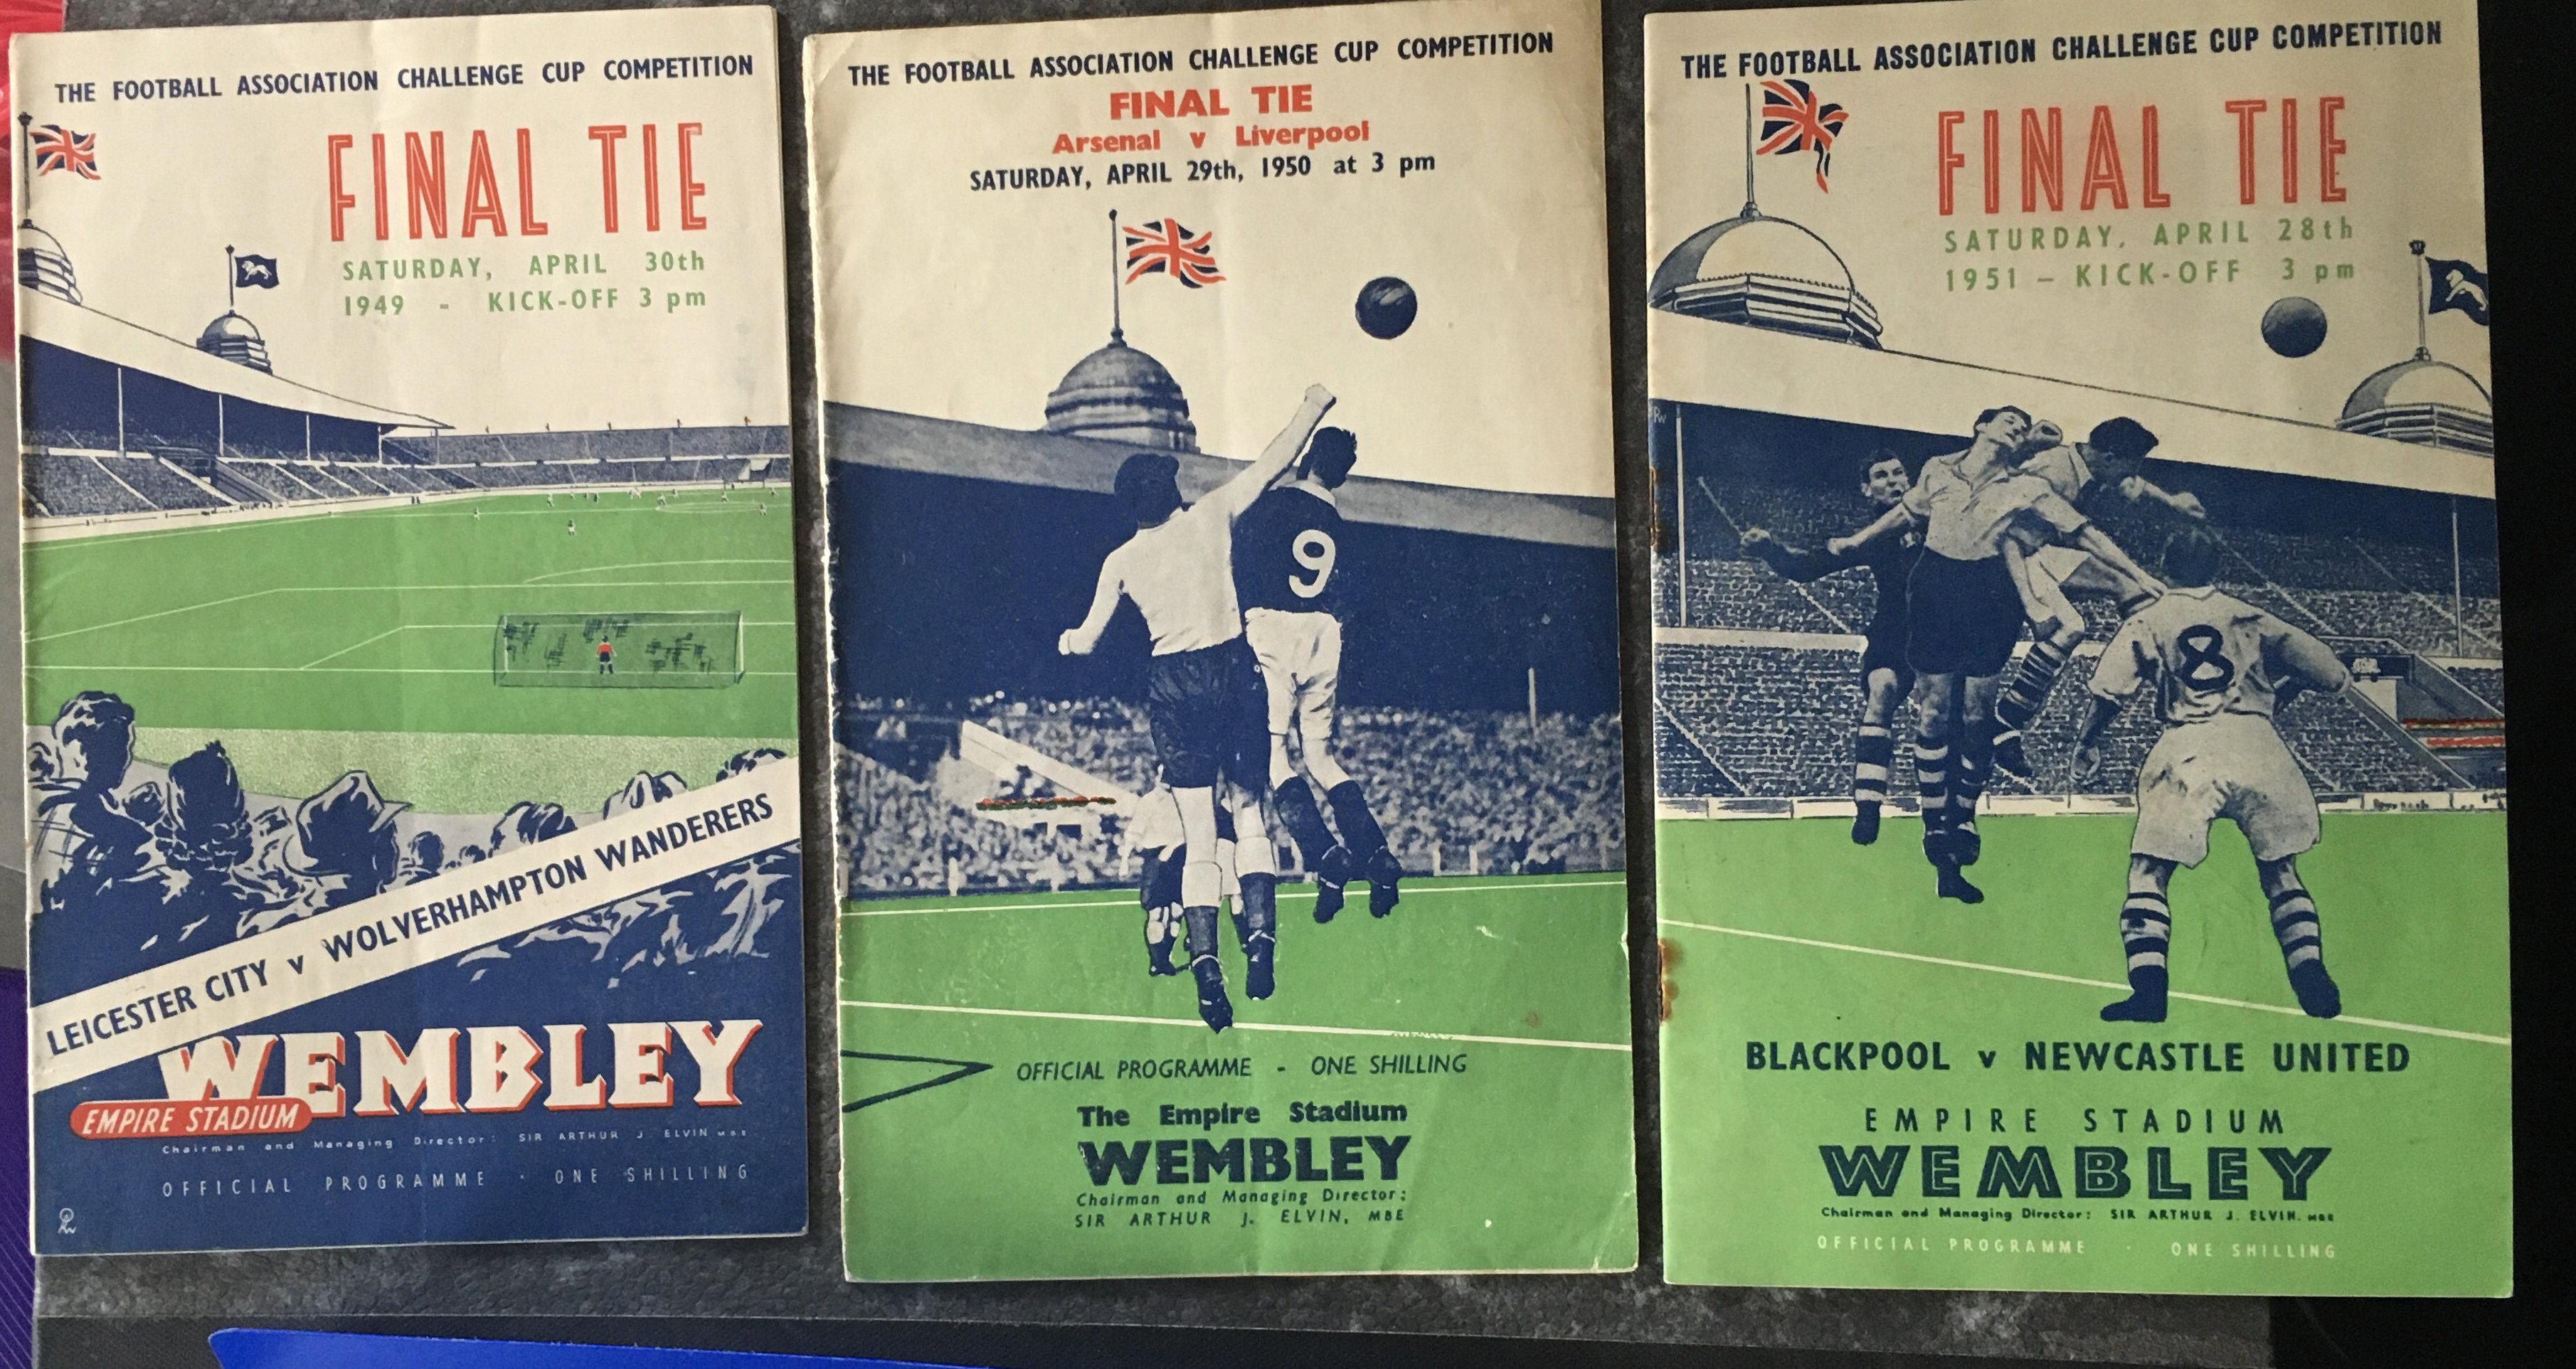 THE FOOTBALL ASSOCIATION CHALLENGE CUP COMPETITION
FINAL TIE
SATURDAY, APRIL 30th
1949 - KICK-OFF 3 pm
LEICESTER CITY v WOLVERHAMPTON WANDERERS
WEMBLEY
EMPIRE STADIUM
Chairman and Managing Director: SIR ARTHUR J. ELVIN MBE
OFFICIAL PROGRAMME · ONE SHILLING
THE FOOTBALL ASSOCIATION CHALLENGE CUP COMPETITION
FINAL TIE
Arsenal v Liverpool
SATURDAY, APRIL 29th, 1950 at 3 pm
9
OFFICIAL PROGRAMME - ONE SHILLING
The Empire Stadium
WEMBLEY
Chairman and Managing Director:
SIR ARTHUR J. ELVIN, MBE
THE FOOTBALL ASSOCIATION CHALLENGE CUP COMPETITION
FINAL TIE
SATURDAY, APRIL 28th
1951 – KICK-OFF 3 pm
RW
8
BLACKPOOL v NEWCASTLE UNITED
EMPIRE STADIUM
WEMBLEY
Chairman and Managing Director: SIR ARTHUR J. ELVIN. MBE
OFFICIAL PROGRAMME · ONE SHILLING